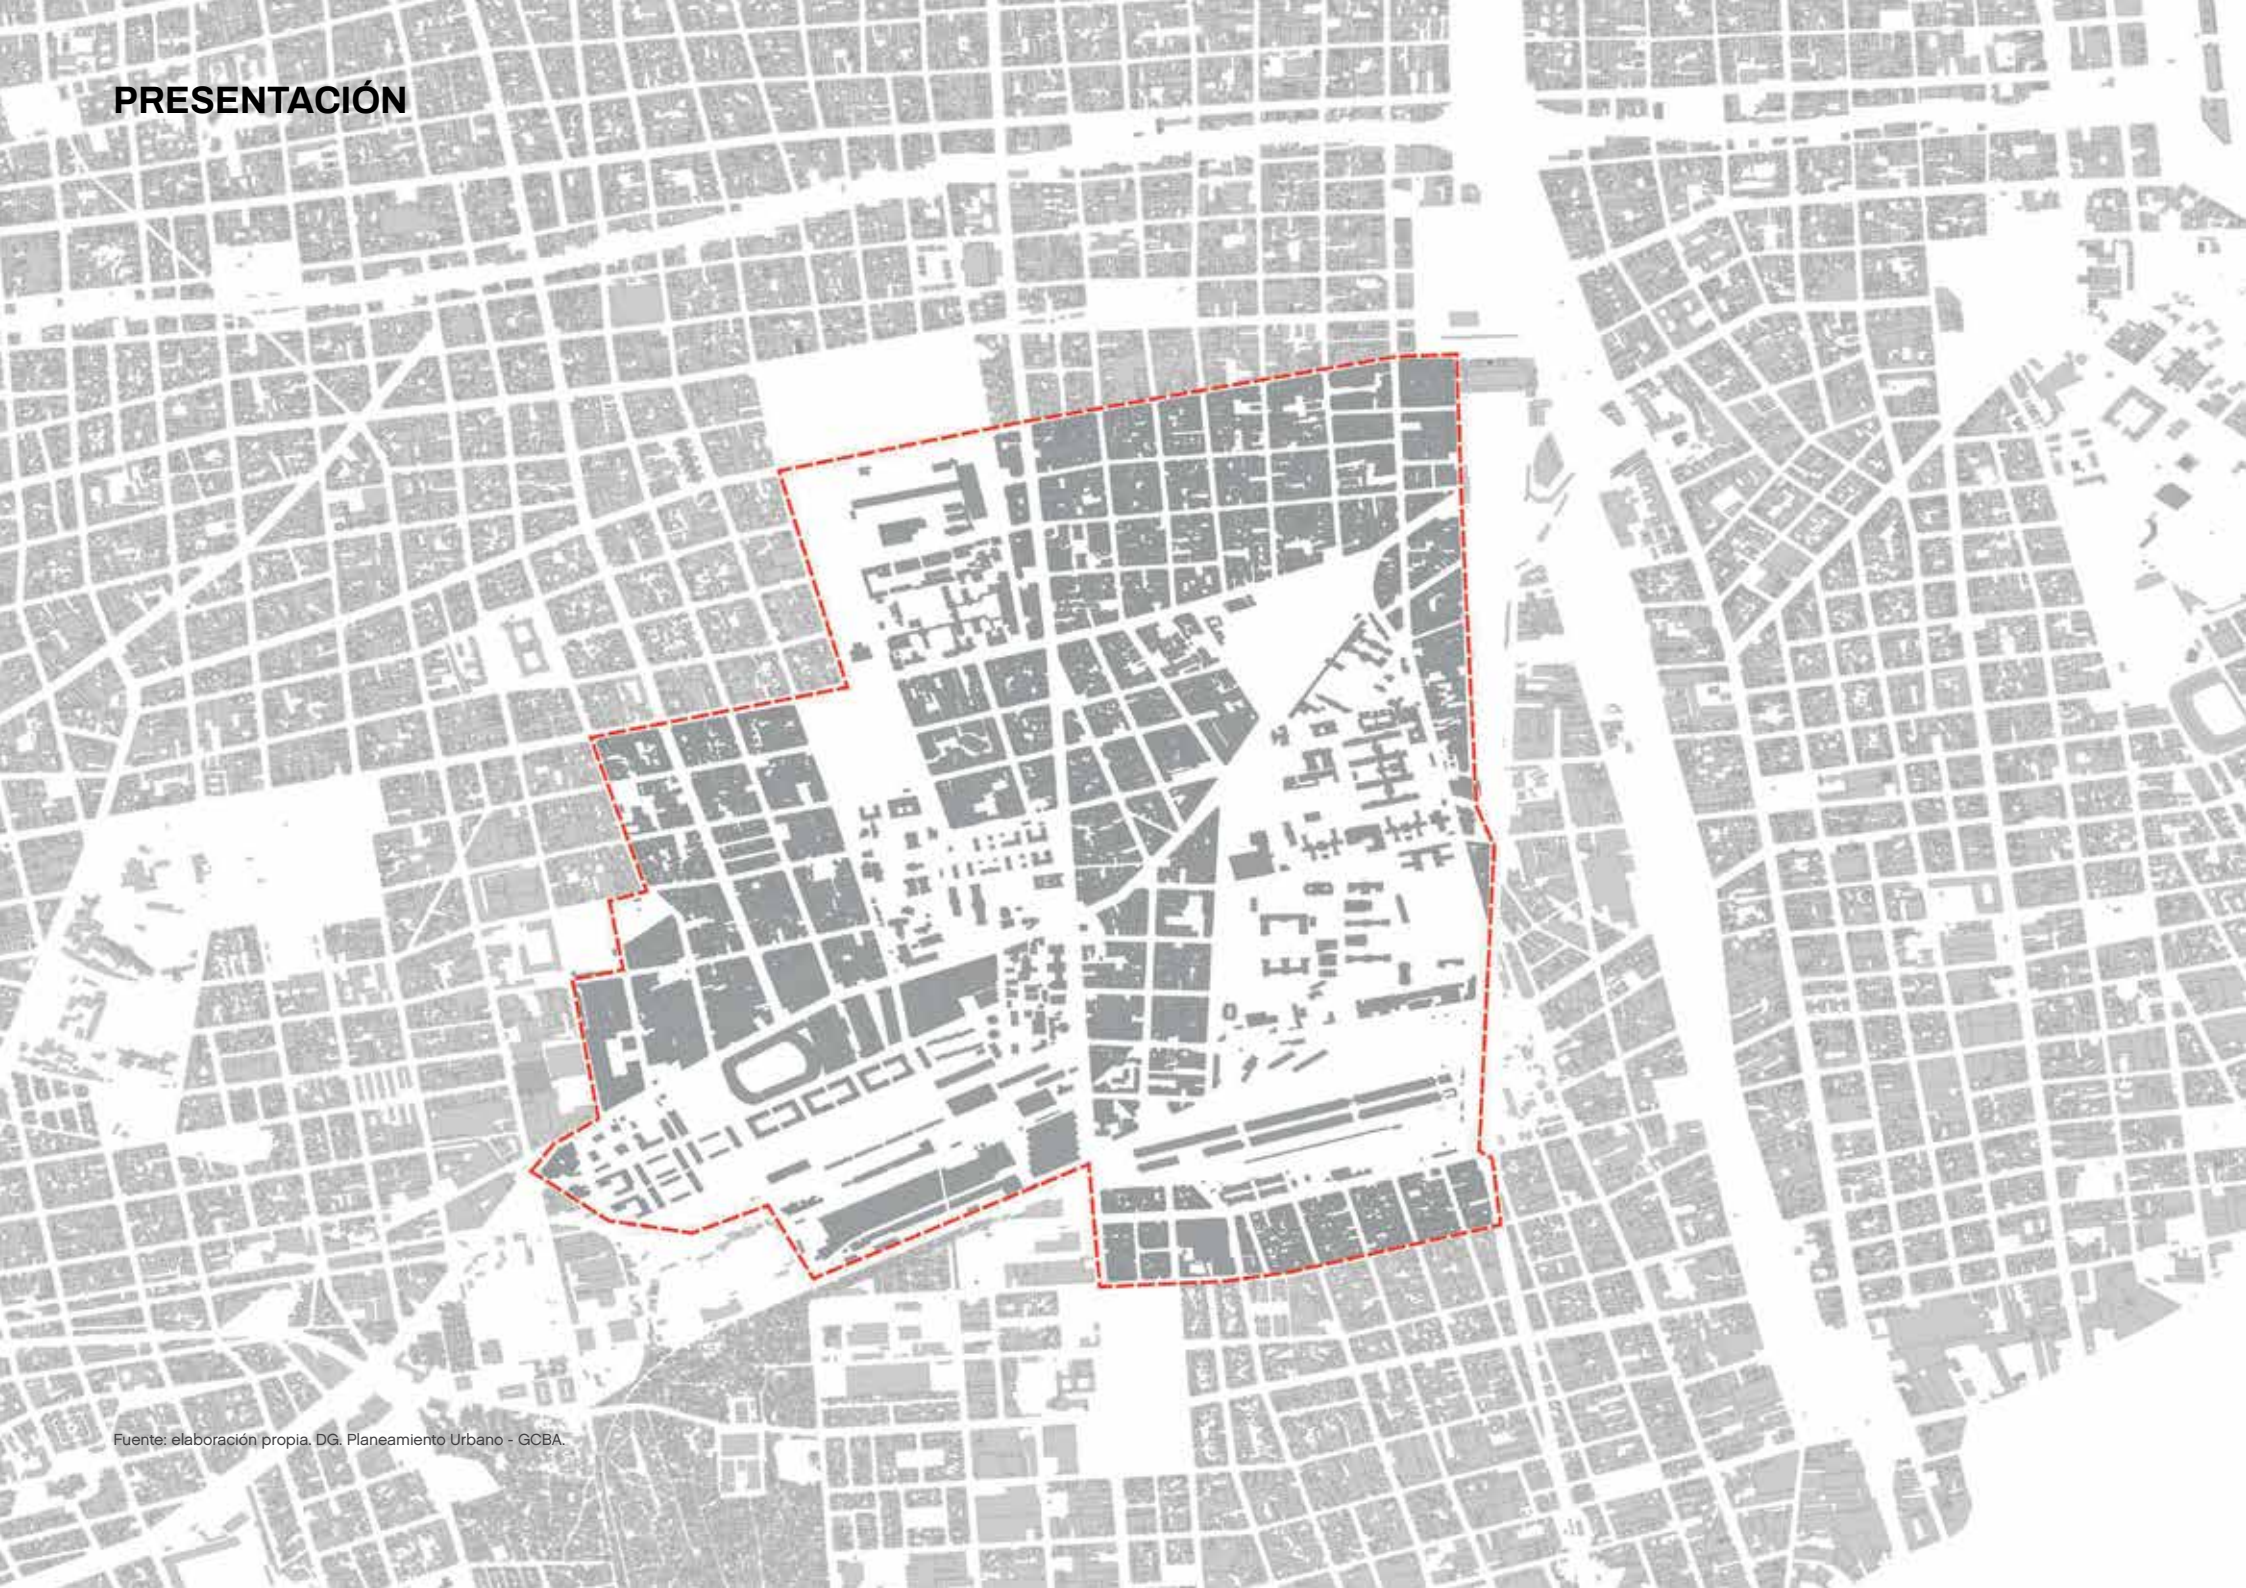 PRESENTACIÓN
Fuente: elaboración propia. DG. Planeamiento Urbano - GCBA.